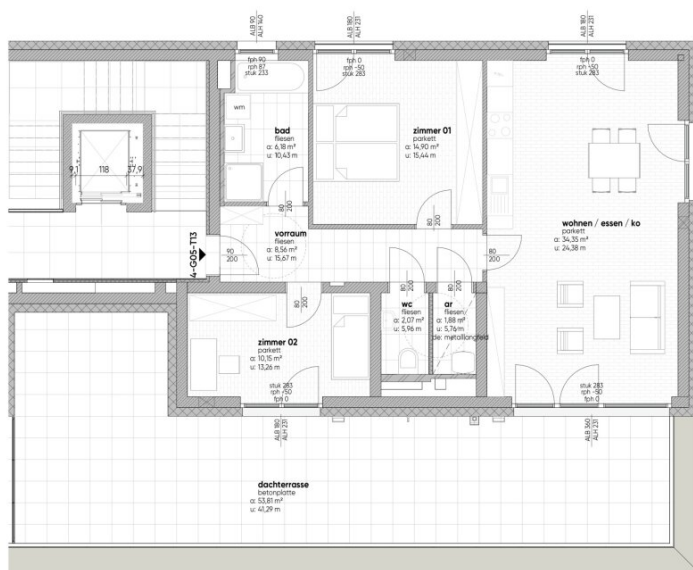 ALB 90
ALH 140
ALB 180
ALH 231
ALB 180
ALH 231
fph 90
rph 87
stuk 233
fph 0
rph -50
stuk 283
fph 0
rph -50
stuk 283
wm
bad
fliesen
a: 6,18 m²
u: 10,43 m
zimmer 01
parkett
a: 14,90 m²
u: 15,44 m
9,1
118
37,9
80
200
80
200
wohnen / essen / ko
parkett
a: 34,35 m²
u: 24,38 m
4-G05-T13
90
200
vorraum
fliesen
a: 8,56 m²
u: 15,67 m
80
200
80
200
80
200
80
200
zimmer 02
parkett
a: 10,15 m²
u: 13,26 m
wc
fliesen
a: 2,07 m²
u: 5,96 m
ar
fliesen
a: 1,88 m²
u: 5,76 m
de: metalllangfeld
stuk 283
rph -50
fph 0
stuk 283
rph -50
fph 0
ALB 180
ALH 231
ALB 360
ALH 231
dachterrasse
betonplatte
a: 53,81 m²
u: 41,29 m